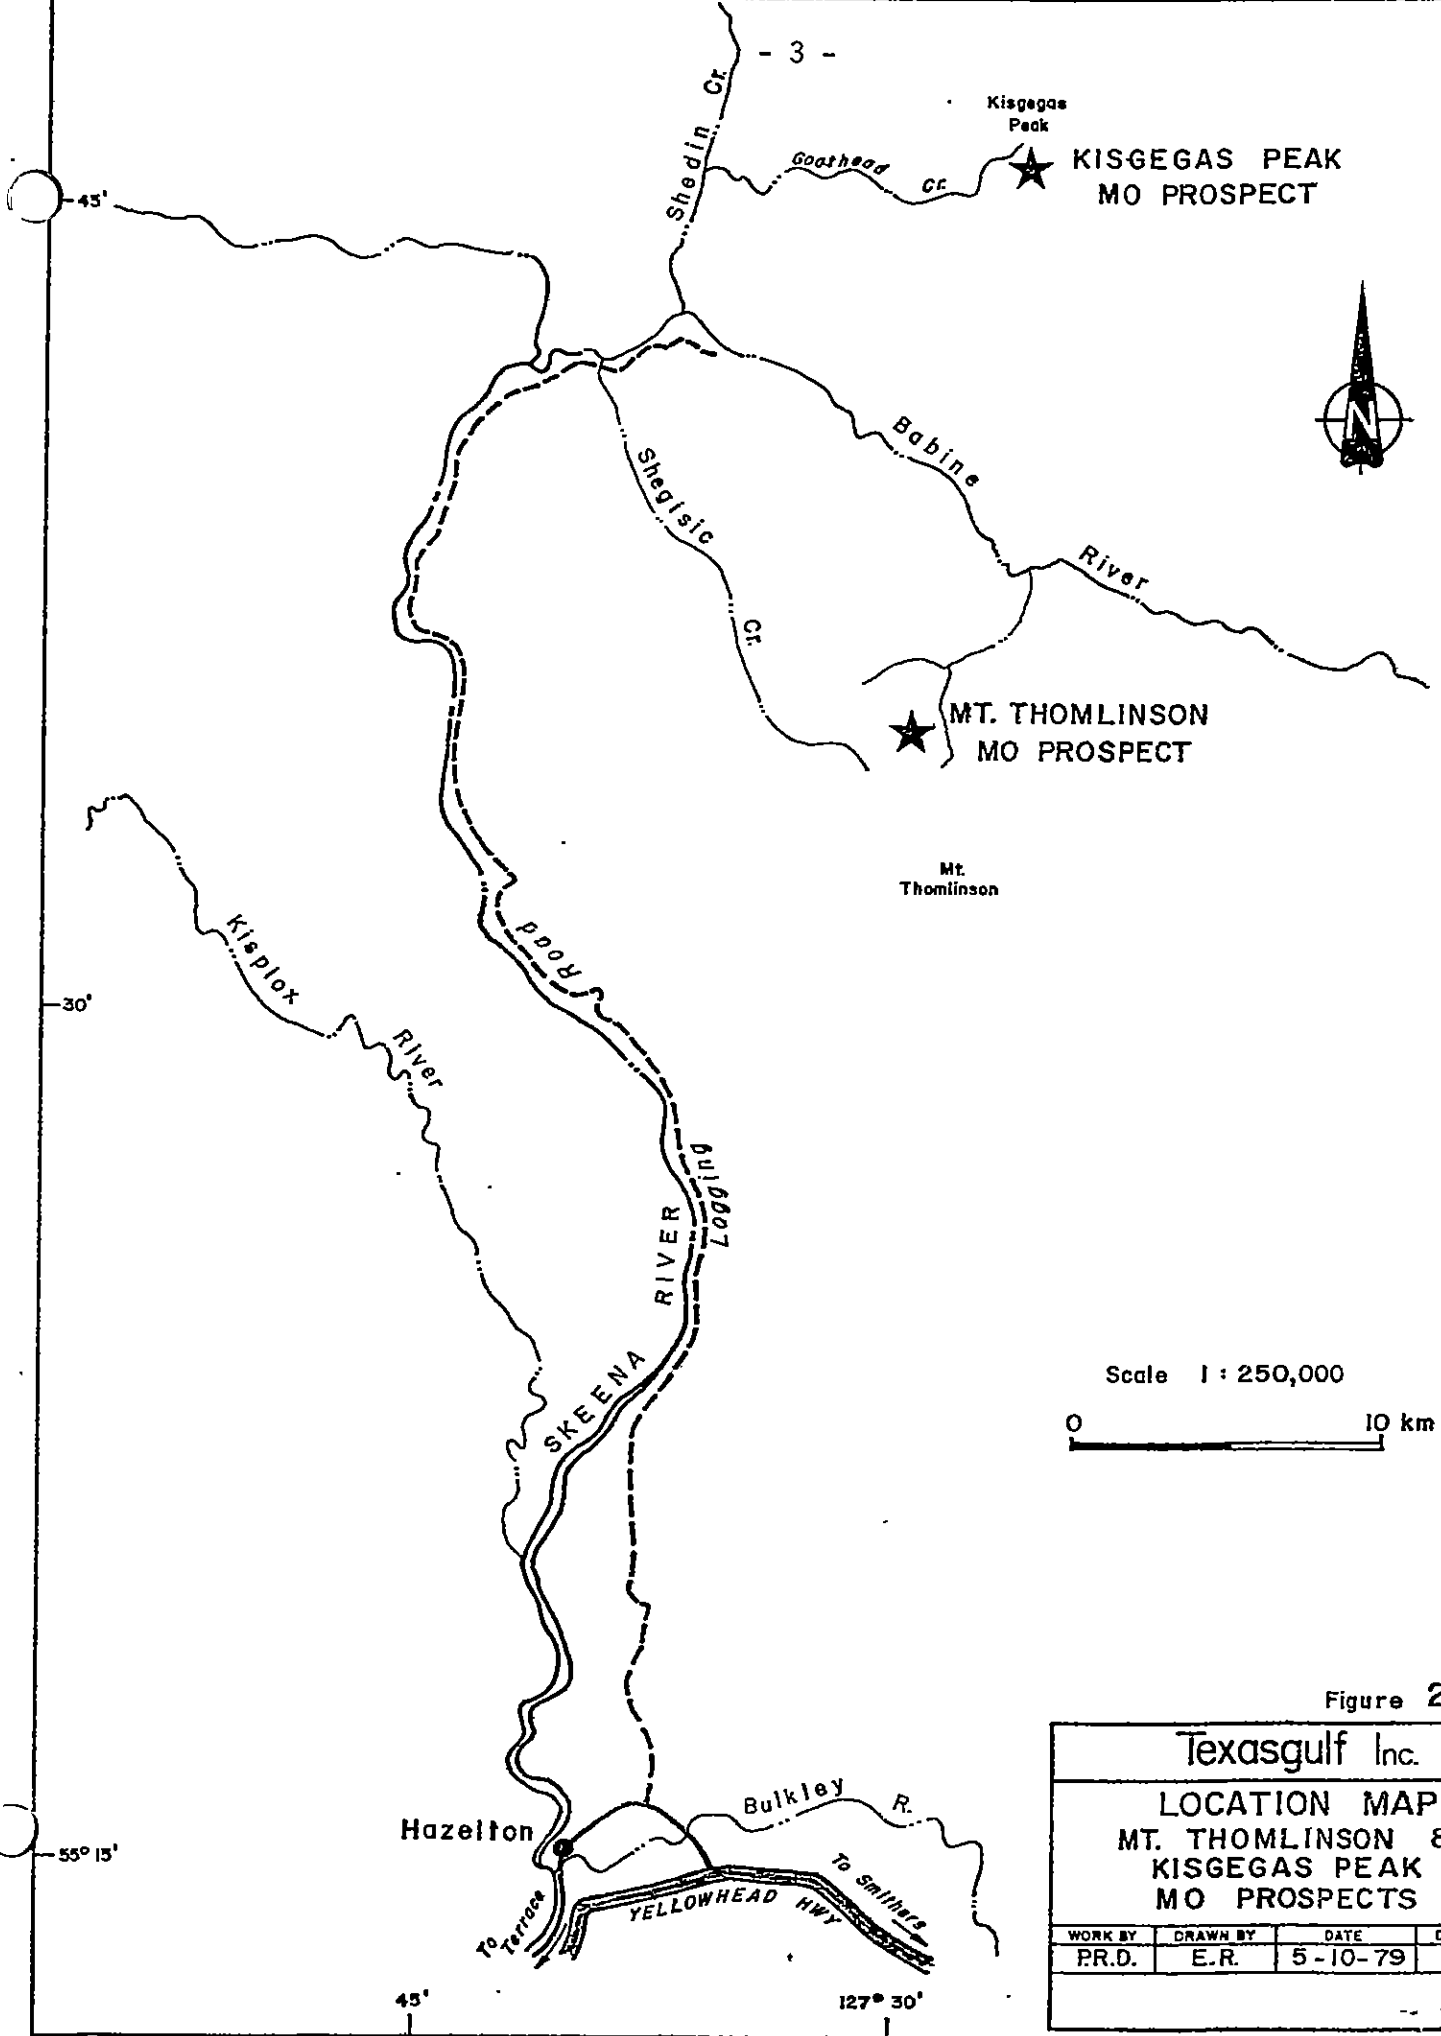 - 3 -
Kisgegas
Peak
KISGEGAS PEAK
MO PROSPECT
Shedin Cr.
Goathead Cr.
45'
N
Babine River
Shegisic Cr.
MT. THOMLINSON
MO PROSPECT
Mt.
Thomlinson
Kispiox River
30'
Logging Road
SKEENA RIVER
Scale 1 : 250,000
0 10 km
Figure 2
Texasgulf Inc.
LOCATION MAP
MT. THOMLINSON &
KISGEGAS PEAK
MO PROSPECTS
WORK BY DRAWN BY DATE
P.R.D. E.R. 5-10-79
Hazelton
Bulkley R.
55° 15'
To Terrace
YELLOWHEAD HWY
To Smithers
45'
127° 30'